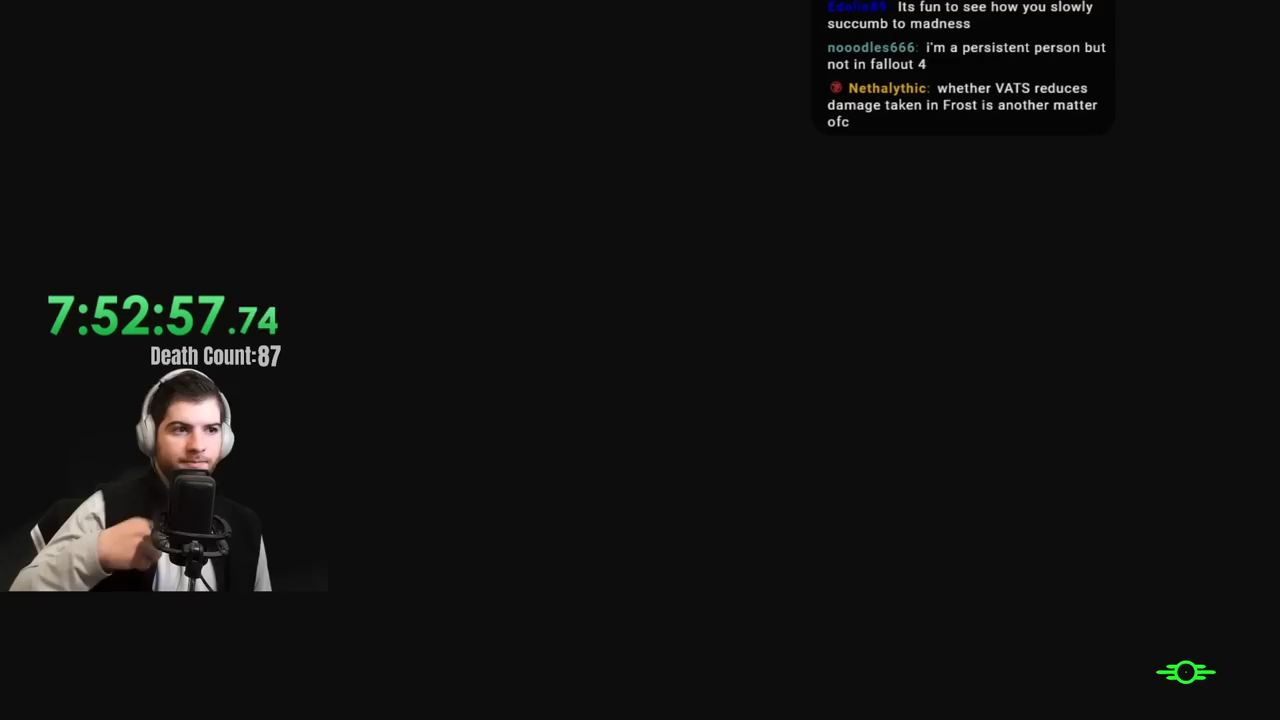 Edolin89 Its fun to see how you slowly
succumb to madness
nooodles666: i'm a persistent person but
not in fallout 4
Nethalythic: whether VATS reduces
damage taken in Frost is another matter
ofc
7:52:57.74
Death Count:87